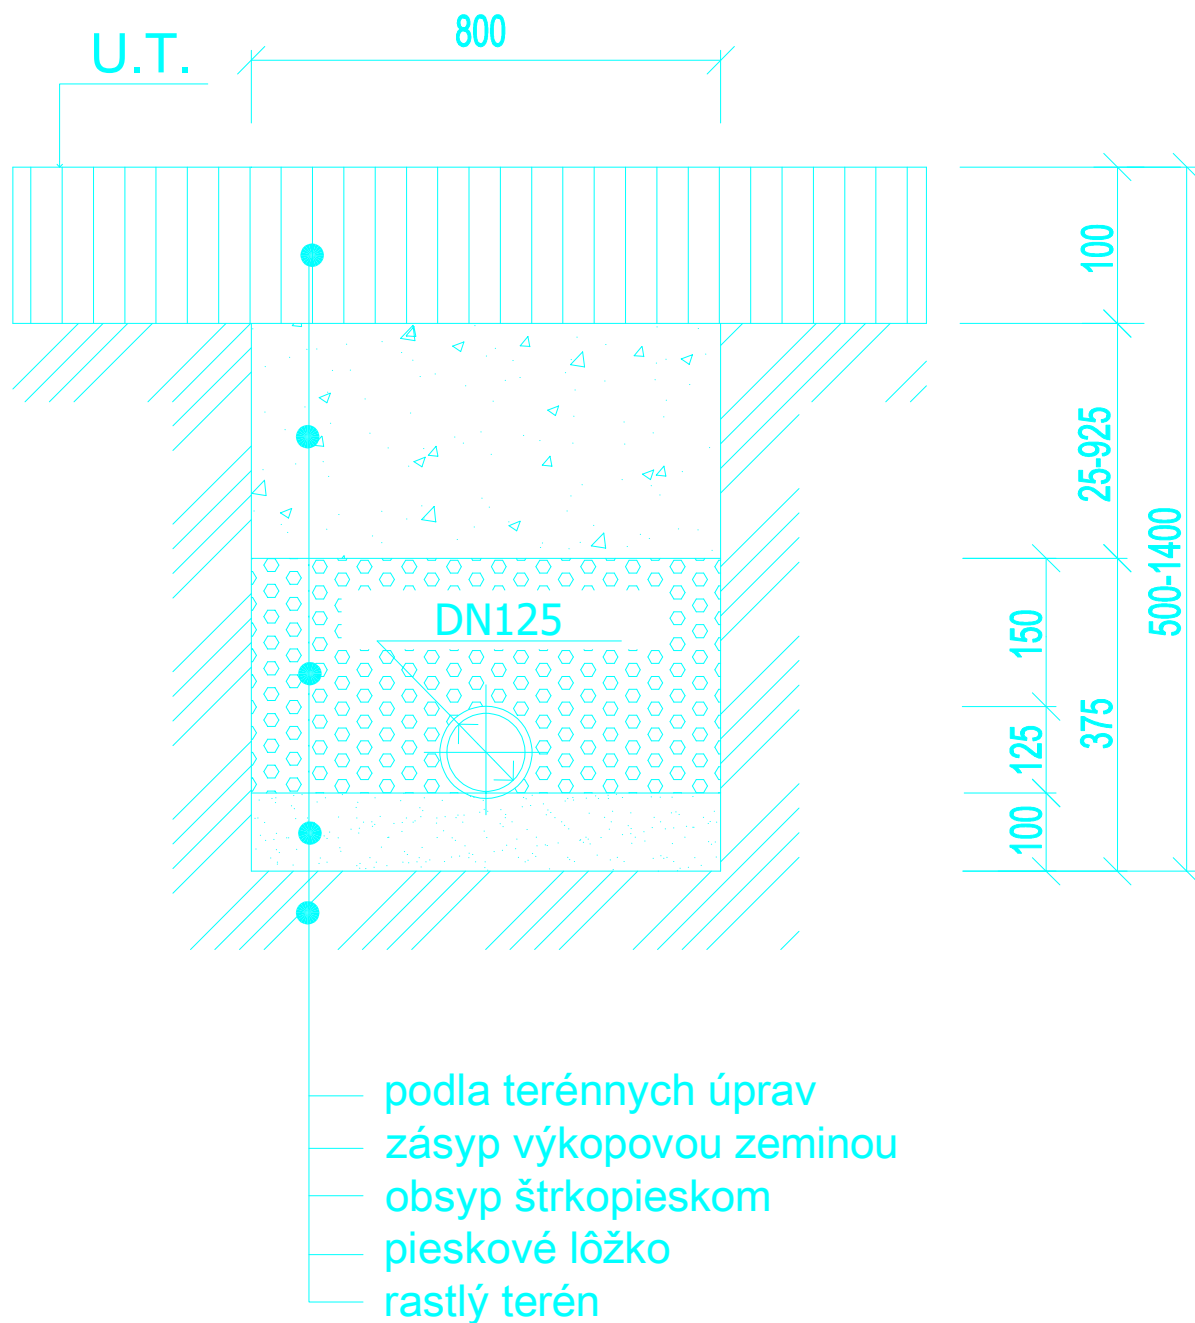 800
U.T.
100
25-925
500-1400
150
375
125
100
DN125
podla terénnych úprav
zásyp výkopovou zeminou
obsyp štrkopieskom
pieskové lôžko
rastlý terén